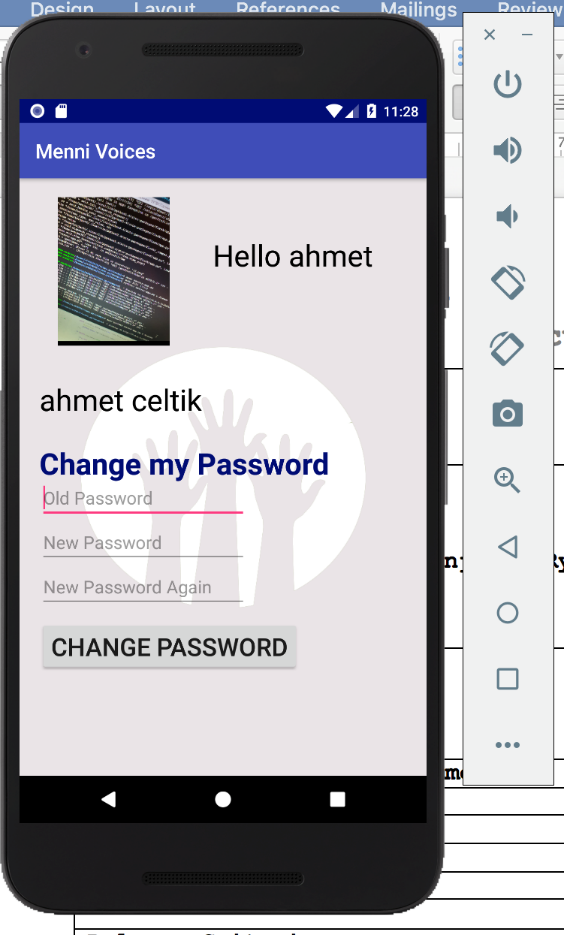 Design Layout References Mailings Review
11:28
Menni Voices
Hello ahmet
ahmet celtik
Change my Password
Old Password
New Password
New Password Again
CHANGE PASSWORD